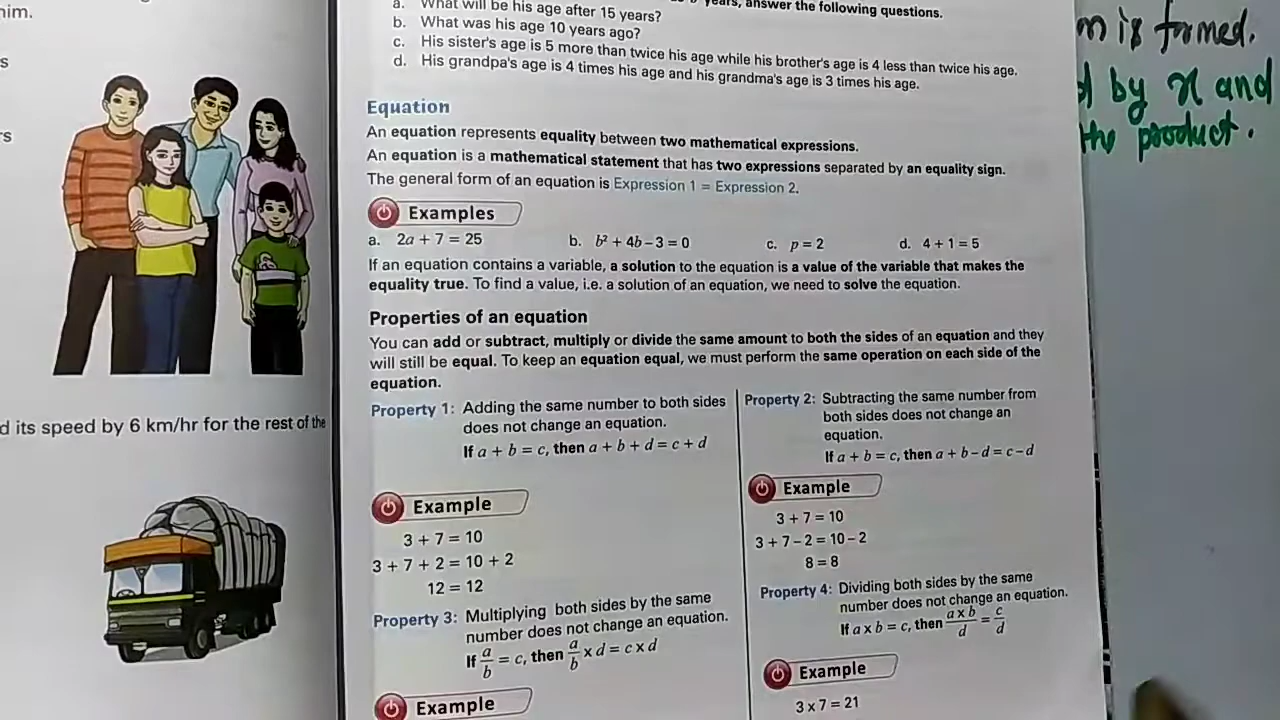 him.
s
rs
d its speed by 6 km/hr for the rest of the
years, answer the following questions.
a. What will be his age after 15 years?
b. What was his age 10 years ago?
c. His sister's age is 5 more than twice his age while his brother's age is 4 less than twice his age.
d. His grandpa's age is 4 times his age and his grandma's age is 3 times his age.
Equation
An equation represents equality between two mathematical expressions.
An equation is a mathematical statement that has two expressions separated by an equality sign.
The general form of an equation is Expression 1 = Expression 2.
Examples
a. 2a + 7 = 25 b. b² + 4b – 3 = 0 c. p = 2 d. 4 + 1 = 5
If an equation contains a variable, a solution to the equation is a value of the variable that makes the
equality true. To find a value, i.e. a solution of an equation, we need to solve the equation.
Properties of an equation
You can add or subtract, multiply or divide the same amount to both the sides of an equation and they
will still be equal. To keep an equation equal, we must perform the same operation on each side of the
equation.
Property 1: Adding the same number to both sides
does not change an equation.
If a + b = c, then a + b + d = c + d
Example
3 + 7 = 10
3 + 7 + 2 = 10 + 2
12 = 12
Property 2: Subtracting the same number from
both sides does not change an
equation.
If a + b = c, then a + b – d = c – d
Example
3 + 7 = 10
3 + 7 – 2 = 10 – 2
8 = 8
Property 3: Multiplying both sides by the same
number does not change an equation.
If a/b = c, then a/b x d = c x d
Example
Property 4: Dividing both sides by the same
number does not change an equation.
If a x b = c, then a x b/d = c/d
Example
3 x 7 = 21
is formed.
by x and
the product.